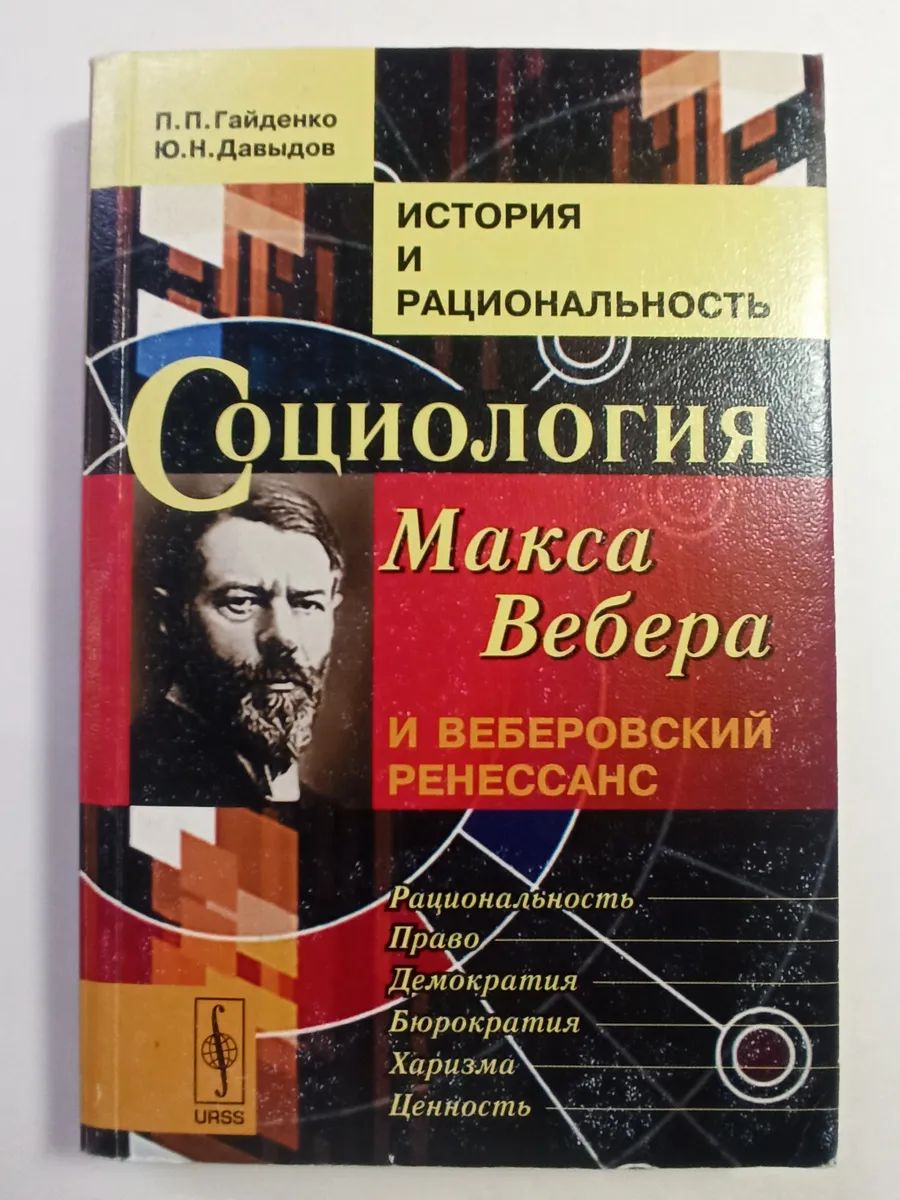 П.П.Гайденко
Ю.Н.Давыдов
ИСТОРИЯ
И
РАЦИОНАЛЬНОСТЬ
Социология
Макса
Вебера
И ВЕБЕРОВСКИЙ
РЕНЕССАНС
Рациональность
Право
Демократия
Бюрократия
Харизма
Ценность
URSS